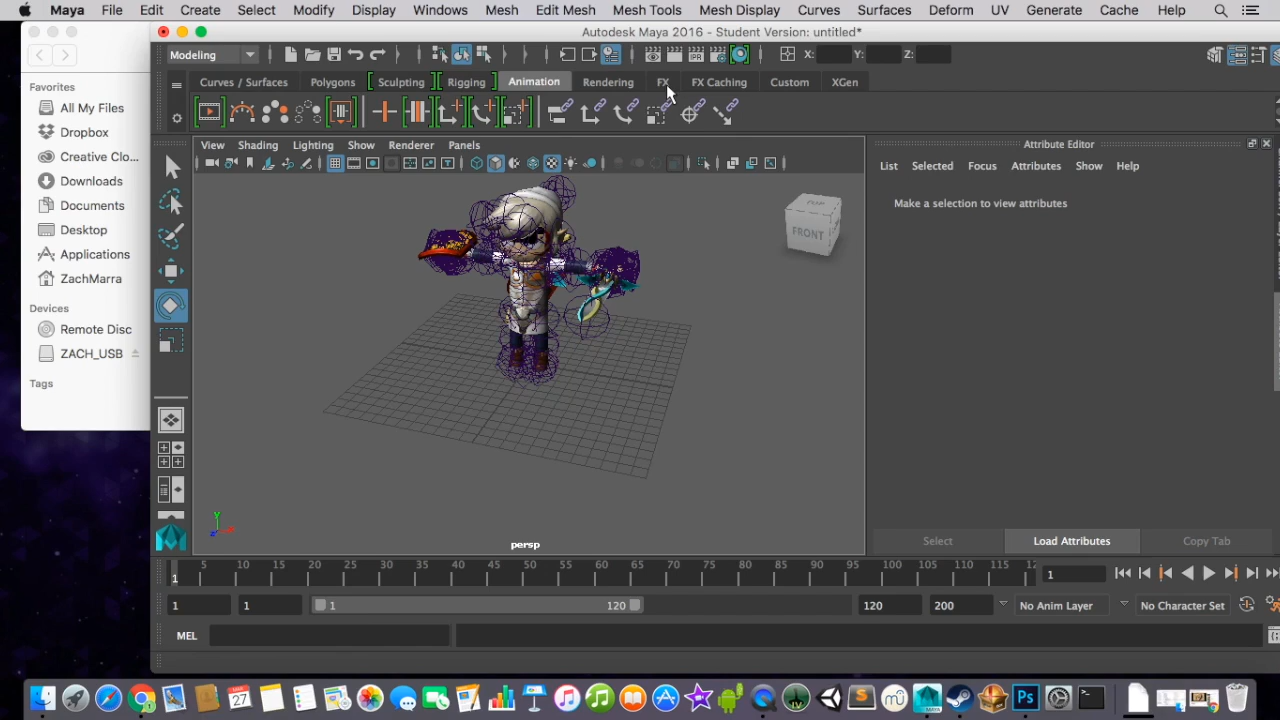 Maya File Edit Create Select Modify Display Windows Mesh Edit Mesh Mesh Tools Mesh Display Curves Surfaces Deform UV Generate Cache Help
Autodesk Maya 2016 - Student Version: untitled*
Modeling X: Y: Z:
Curves / Surfaces Polygons Sculpting Rigging Animation Rendering FX FX Caching Custom XGen
Favorites
All My Files
Dropbox
Creative Clo...
Downloads
Documents
Desktop
Applications
ZachMarra
Devices
Remote Disc
ZACH_USB
Tags
View Shading Lighting Show Renderer Panels
TOP
FRONT
persp
Attribute Editor
List Selected Focus Attributes Show Help
Make a selection to view attributes
Select Load Attributes Copy Tab
1 5 10 15 20 25 30 35 40 45 50 55 60 65 70 75 80 85 90 95 100 105 110 115 12 1
1 1 1 120 120 200 No Anim Layer No Character Set
MEL
27
MAYA
Ps